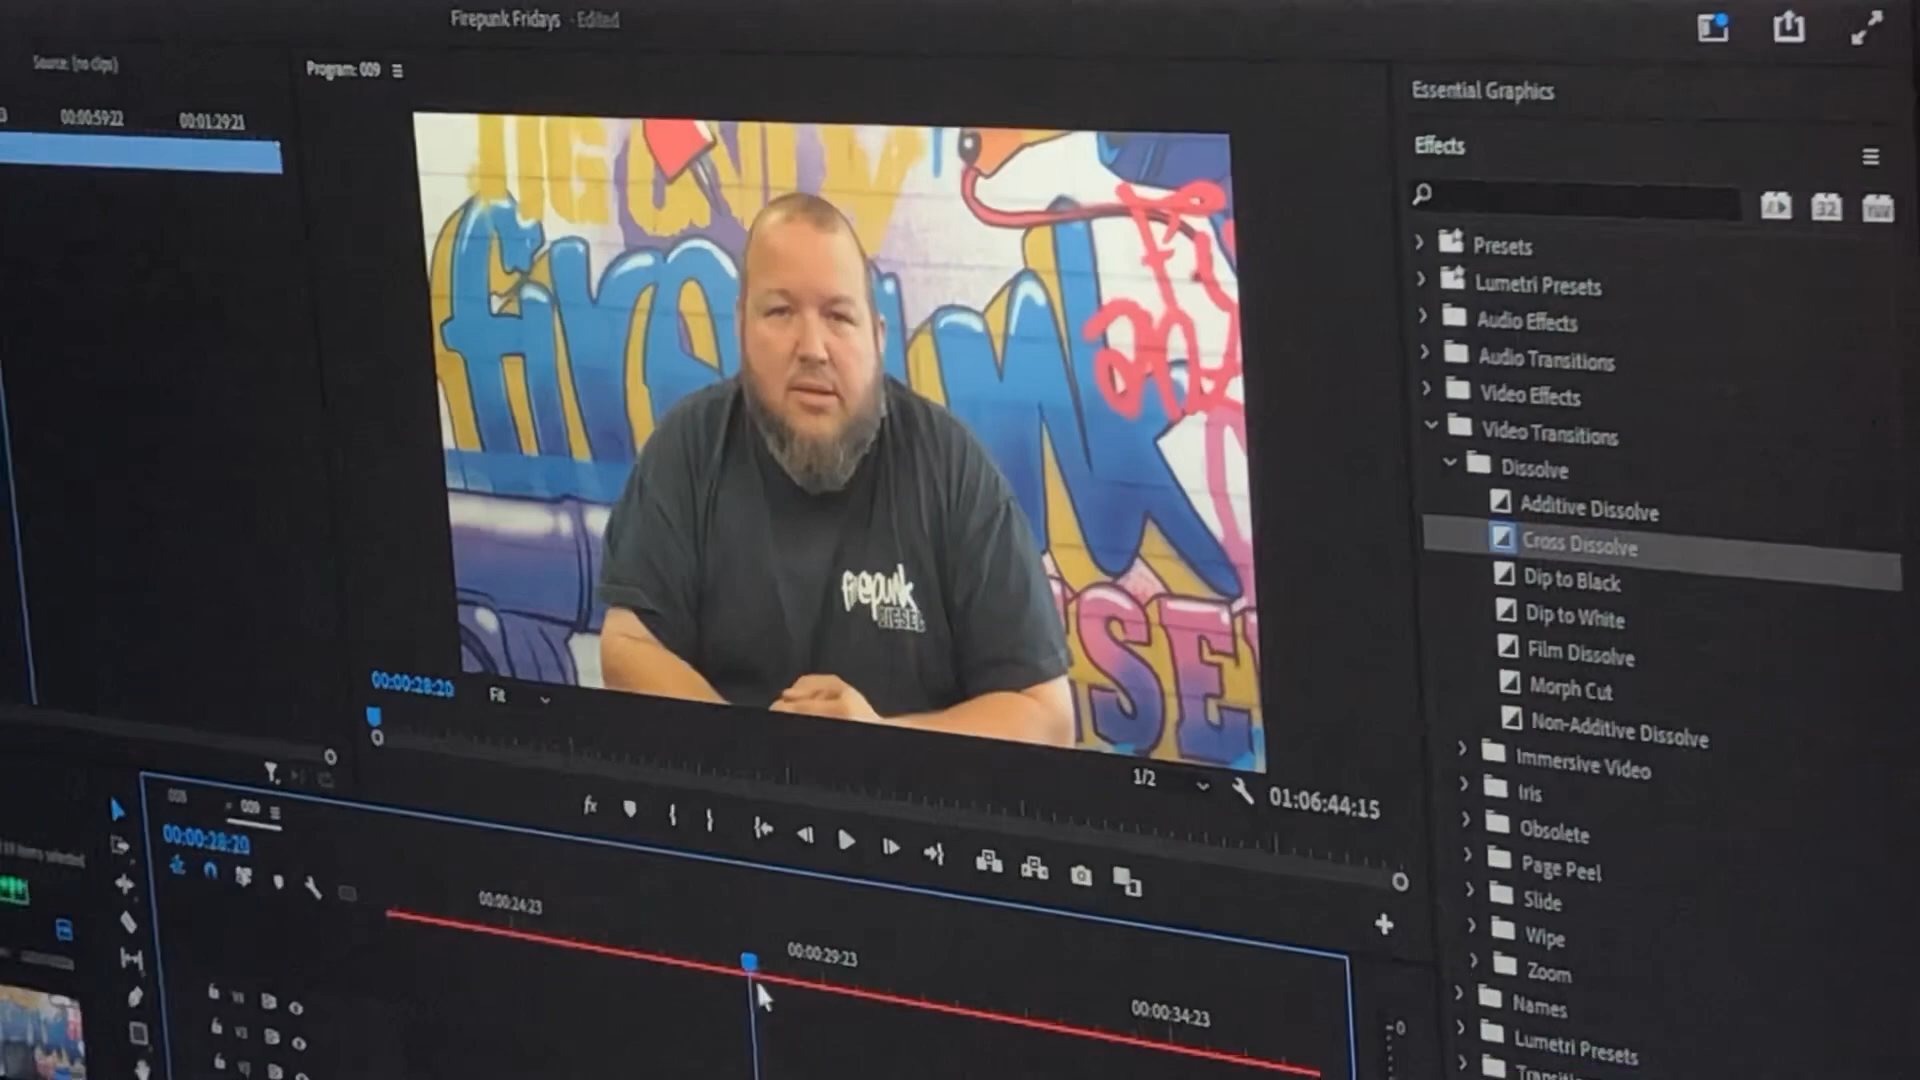 Firepunk Fridays - Edited
Source: (no clips)
Program: 009
00:00:59:22
00:01:29:21
Essential Graphics
Effects
32
YUV
Presets
Lumetri Presets
Audio Effects
Audio Transitions
Video Effects
Video Transitions
Dissolve
Additive Dissolve
Cross Dissolve
Dip to Black
Dip to White
Film Dissolve
Morph Cut
Non-Additive Dissolve
Immersive Video
Iris
Obsolete
Page Peel
Slide
Wipe
Zoom
Names
Lumetri Presets
firepunk
DIESEL
00:00:28:20
Fit
1/2
01:06:44:15
fx
009
00:00:28:20
00:00:24:23
00:00:29:23
00:00:34:23